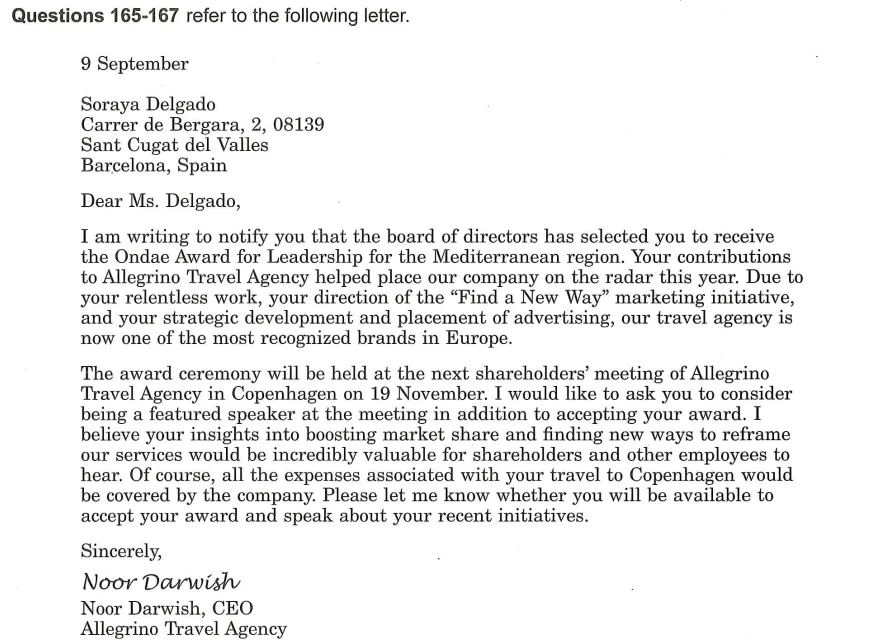 Questions 165-167 refer to the following letter.
9 September
Soraya Delgado
Carrer de Bergara, 2, 08139
Sant Cugat del Valles
Barcelona, Spain
Dear Ms. Delgado,
I am writing to notify you that the board of directors has selected you to receive
the Ondae Award for Leadership for the Mediterranean region. Your contributions
to Allegrino Travel Agency helped place our company on the radar this year. Due to
your relentless work, your direction of the “Find a New Way” marketing initiative,
and your strategic development and placement of advertising, our travel agency is
now one of the most recognized brands in Europe.
The award ceremony will be held at the next shareholders’ meeting of Allegrino
Travel Agency in Copenhagen on 19 November. I would like to ask you to consider
being a featured speaker at the meeting in addition to accepting your award. I
believe your insights into boosting market share and finding new ways to reframe
our services would be incredibly valuable for shareholders and other employees to
hear. Of course, all the expenses associated with your travel to Copenhagen would
be covered by the company. Please let me know whether you will be available to
accept your award and speak about your recent initiatives.
Sincerely,
Noor Darwish
Noor Darwish, CEO
Allegrino Travel Agency